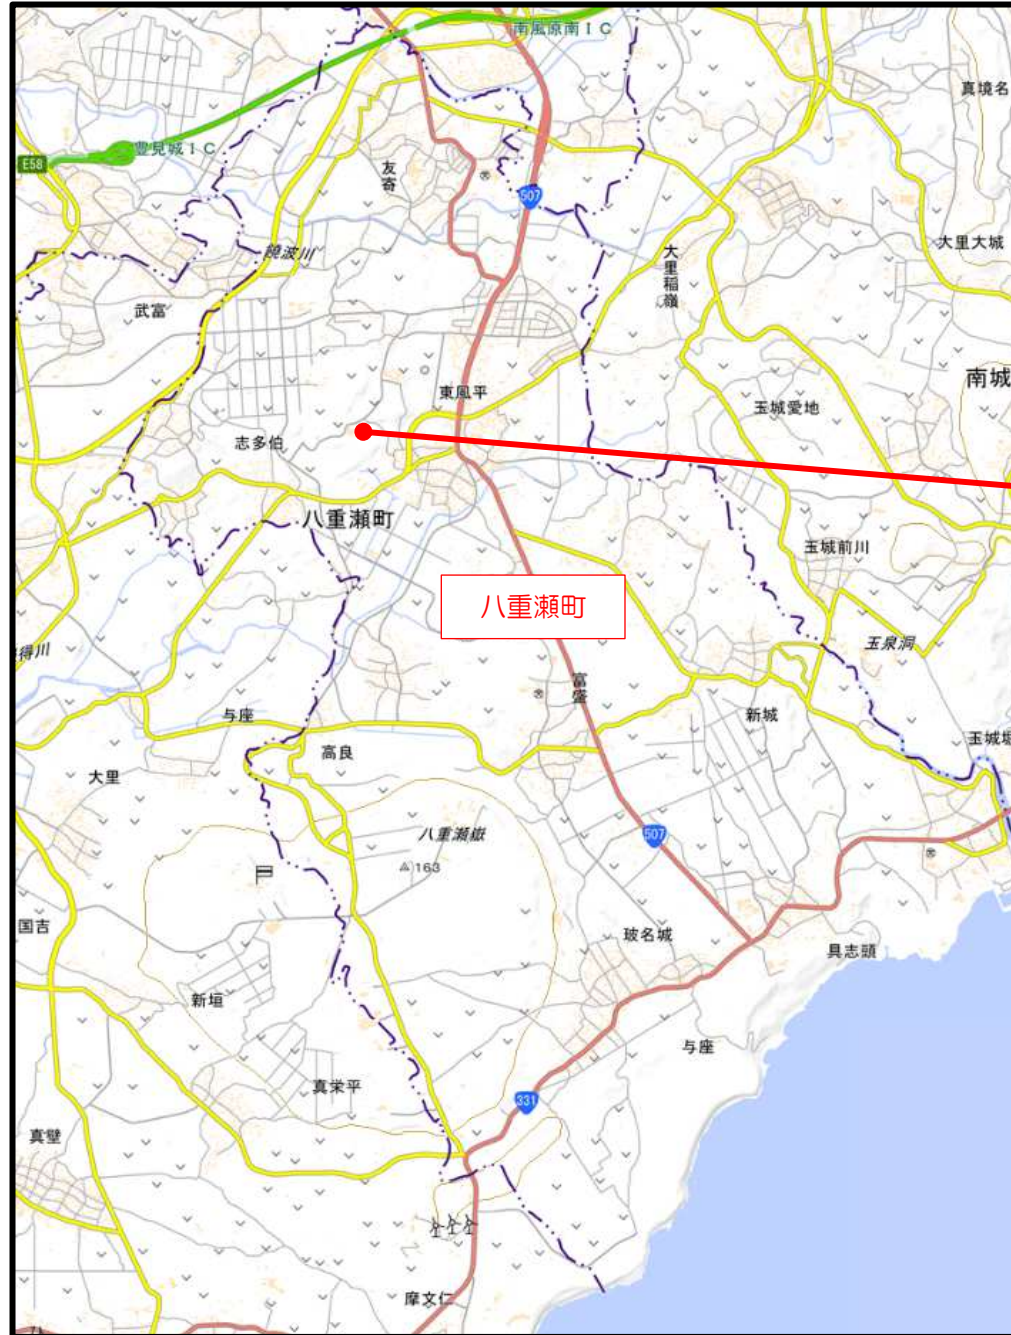 南風原南IC
真境名
豊見城IC
E58
友寄
507
大里大城
饒波川
大里稲嶺
武富
南城
東風平
玉城愛地
志多伯
八重瀬町
玉城前川
八重瀬町
玉泉洞
富盛
与座
新城
高良
大里
八重瀬嶽
507
163
国吉
玻名城
具志頭
新垣
与座
真栄平
331
真壁
摩文仁